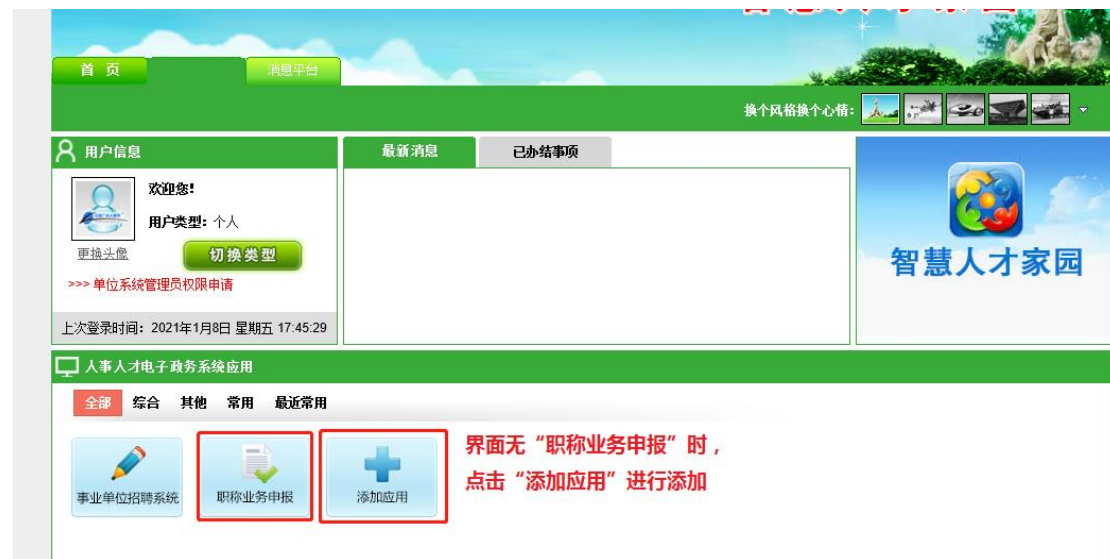 首 页
消息平台
换个风格换个心情：
用户信息
最新消息
已办结事项
欢迎您！
用户类型：个人
更换头像
切换类型
>>> 单位系统管理员权限申请
上次登录时间：2021年1月8日 星期五 17:45:29
智慧人才家园
人事人才电子政务系统应用
全部 综合 其他 常用 最近常用
事业单位招聘系统
职称业务申报
添加应用
界面无“职称业务申报”时，
点击“添加应用”进行添加